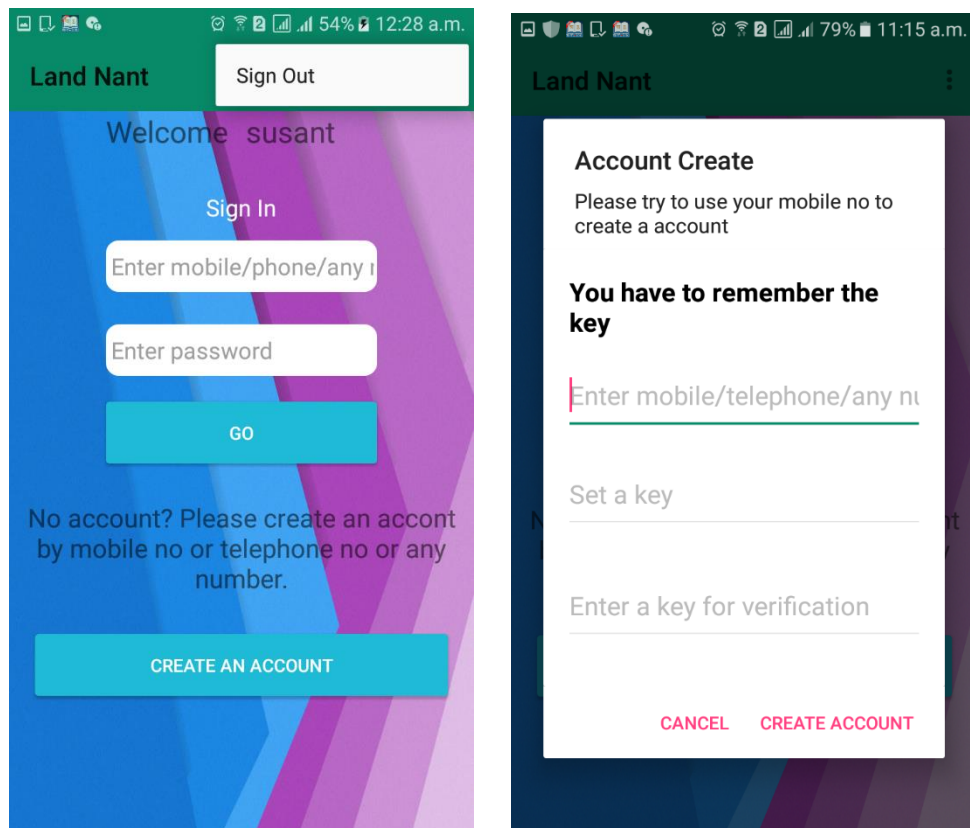 54% 12:28 a.m.
Land Nant
Sign Out
Welcome susant
Sign In
Enter mobile/phone/any
Enter password
GO
No account? Please create an accont
by mobile no or telephone no or any
number.
CREATE AN ACCOUNT
2 79% 11:15 a.m.
Land Nant
Account Create
Please try to use your mobile no to
create a account
You have to remember the
key
Enter mobile/telephone/any nu
Set a key
Enter a key for verification
CANCEL CREATE ACCOUNT